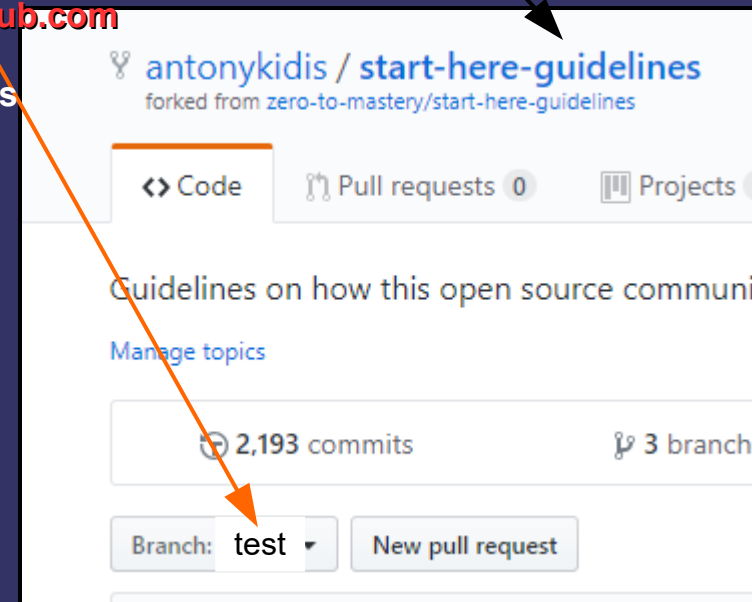 ub.com
antonykidis / start-here-guidelines
s
forked from zero-to-mastery/start-here-guidelines
Code
Pull requests 0
Projects
Guidelines on how this open source communi
Manage topics
2,193 commits
3 branch
Branch: test
New pull request